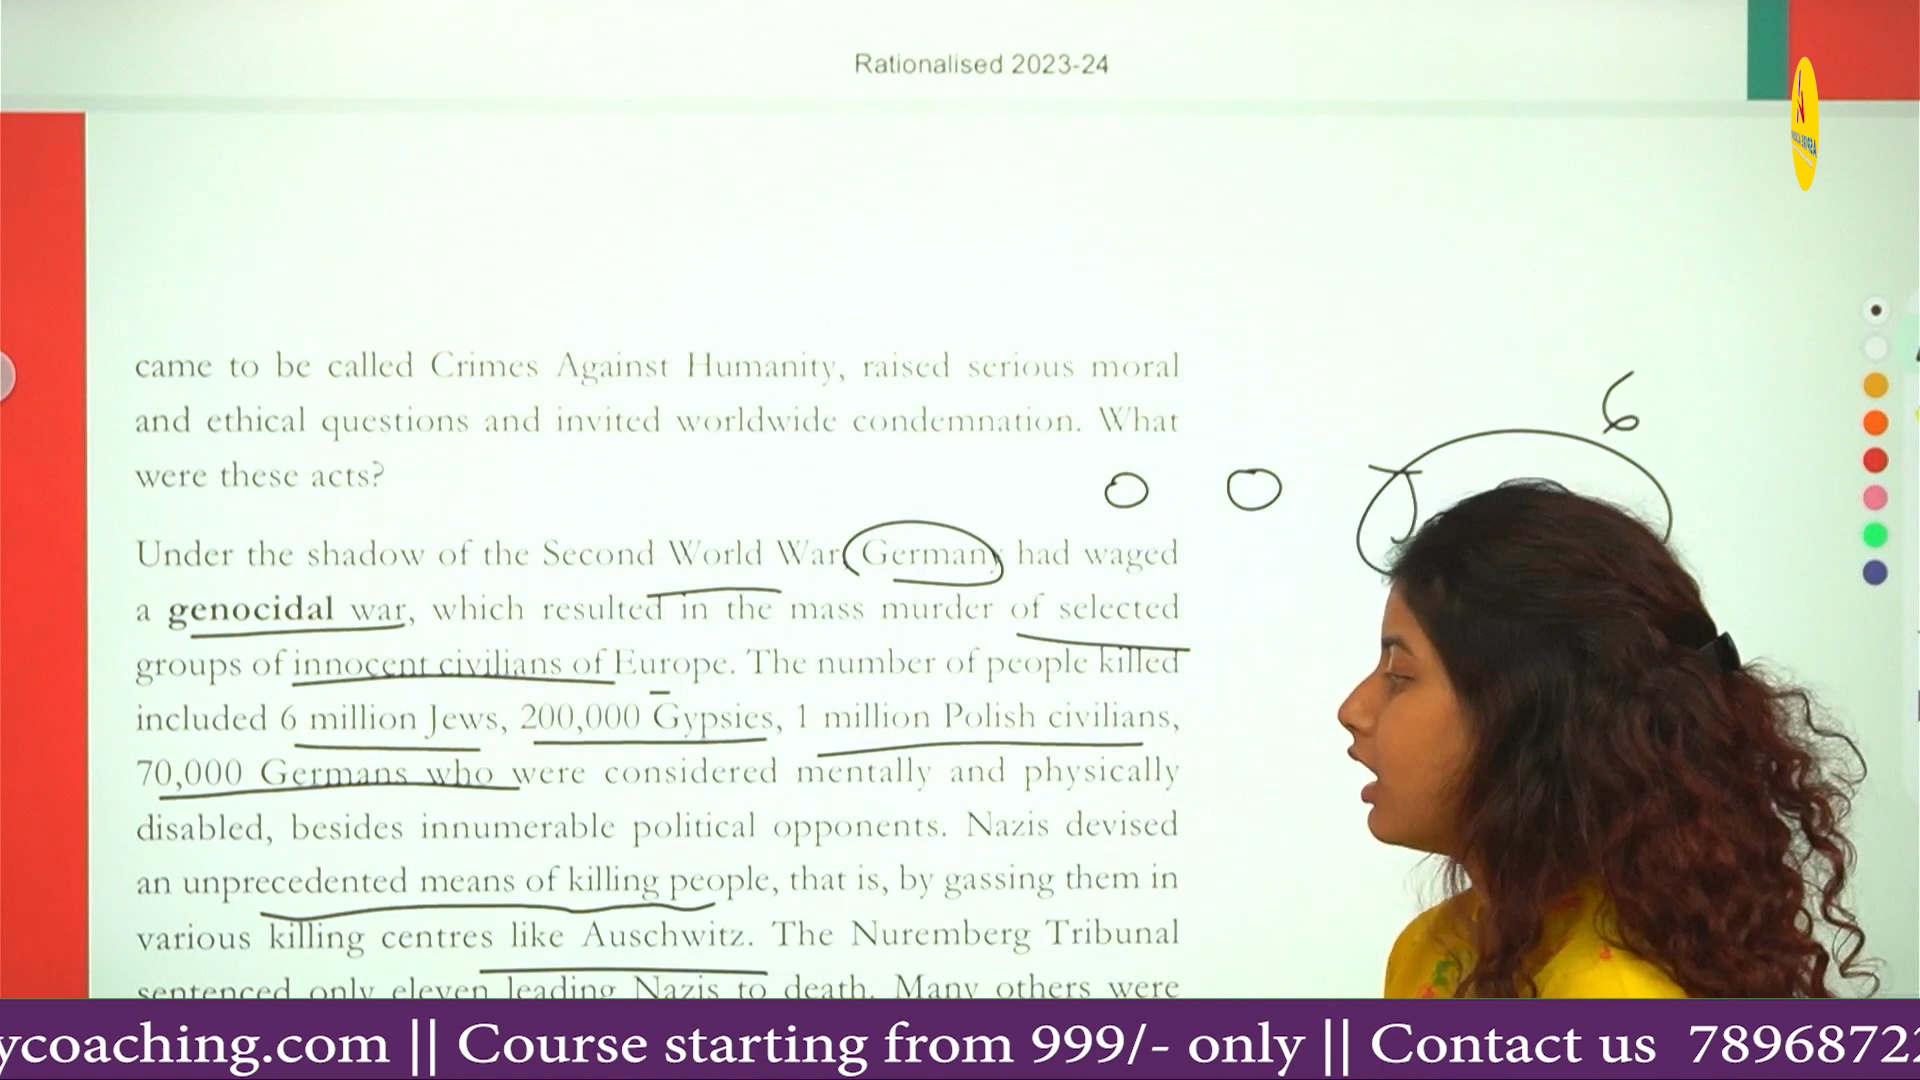 Rationalised 2023-24
came to be called Crimes Against Humanity, raised serious moral
and ethical questions and invited worldwide condemnation. What
were these acts?
6
Under the shadow of the Second World War, Germany had waged
a genocidal war, which resulted in the mass murder of selected
groups of innocent civilians of Europe. The number of people killed
included 6 million Jews, 200,000 Gypsies, 1 million Polish civilians,
70,000 Germans who were considered mentally and physically
disabled, besides innumerable political opponents. Nazis devised
an unprecedented means of killing people, that is, by gassing them in
various killing centres like Auschwitz. The Nuremberg Tribunal
sentenced only eleven leading Nazis to death. Many others were
ycoaching.com || Course starting from 999/- only || Contact us 7896872